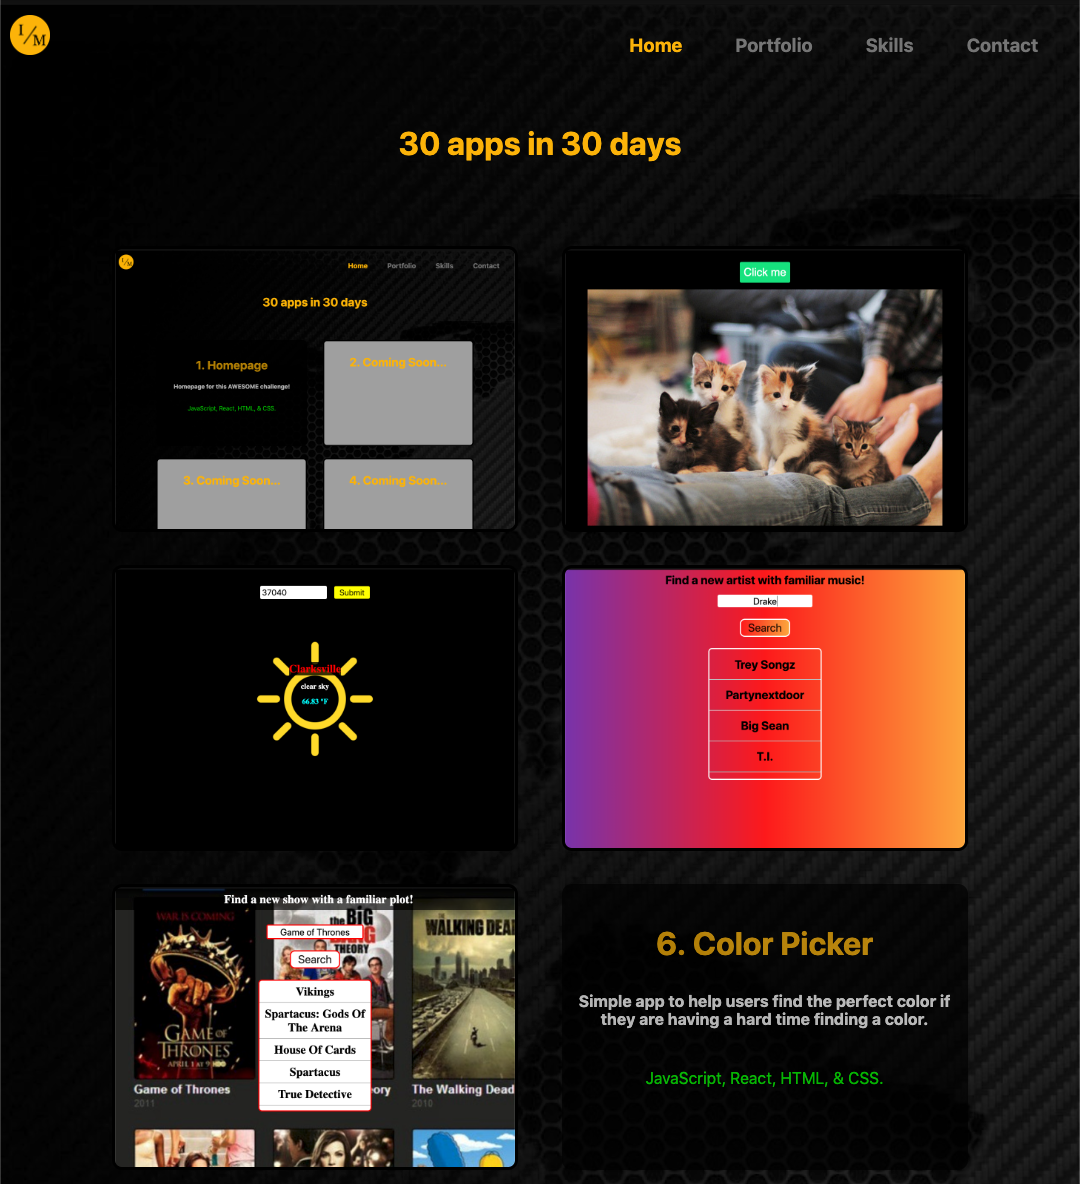 I/M
Home Portfolio Skills Contact
30 apps in 30 days
I/M
Home Portfolio Skills Contact
30 apps in 30 days
1. Homepage
Homepage for this AWESOME challenge!
JavaScript, React, HTML, & CSS.
2. Coming Soon...
3. Coming Soon...
4. Coming Soon...
Click me
37040 Submit
Clarksville
clear sky
66.83 °F
Find a new artist with familiar music!
Drake
Search
Trey Songz
Partynextdoor
Big Sean
T.I.
Find a new show with a familiar plot!
Game of Thrones
Search
Vikings
Spartacus: Gods Of
The Arena
House Of Cards
Spartacus
True Detective
WAR IS COMING
GAME OF
THRONES
APRIL 1 AT 9 HBO
Game of Thrones
2011
the BiG
BANG
THEORY
eory
WALKING DEA
The Walking Dead
2010
6. Color Picker
Simple app to help users find the perfect color if
they are having a hard time finding a color.
JavaScript, React, HTML, & CSS.